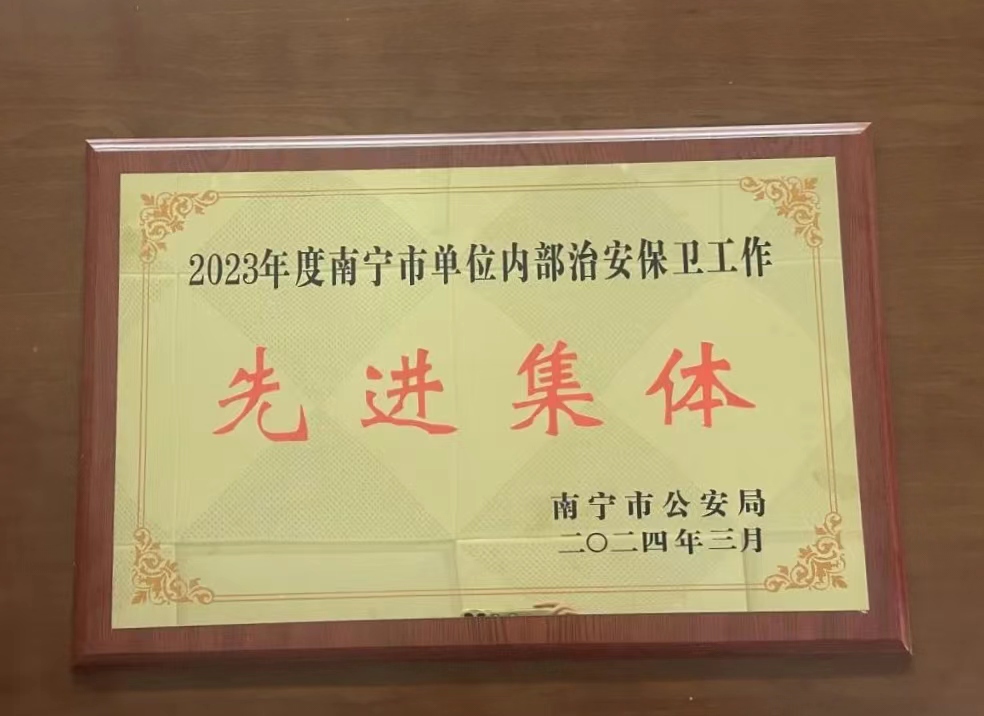 2023年度南宁市单位内部治安保卫工作
先进集体
南宁市公安局
二〇二四年三月